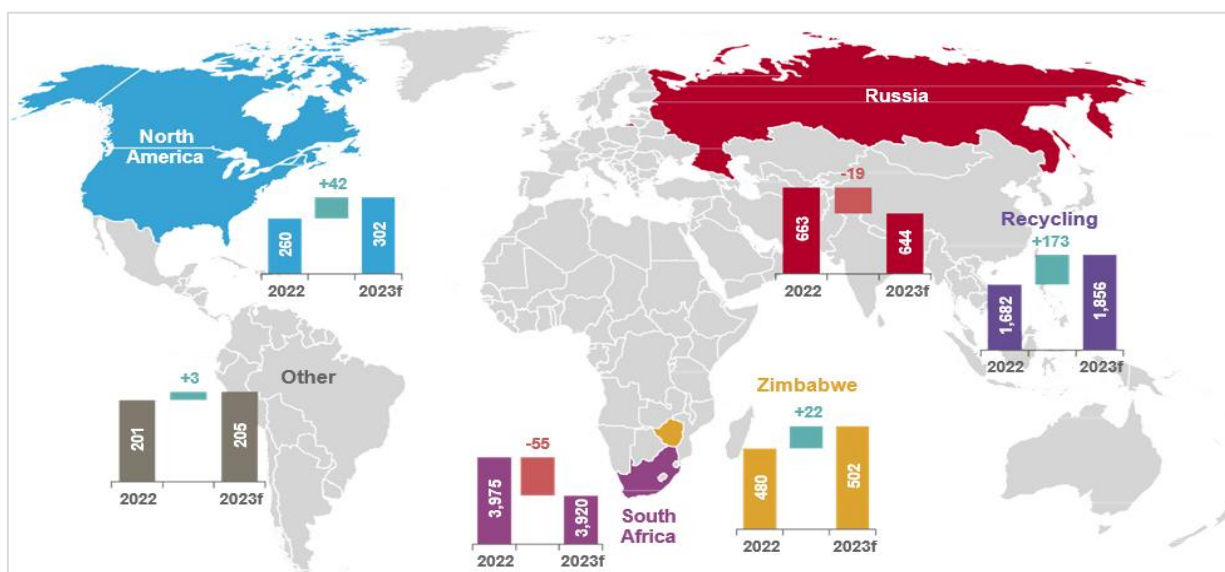 North
America
+42
260
302
2022
2023f
Russia
-19
663
644
2022
2023f
Recycling
+173
1,682
1,856
2022
2023f
Other
+3
201
205
2022
2023f
-55
3,975
3,920
2022
2023f
South
Africa
Zimbabwe
+22
480
502
2022
2023f